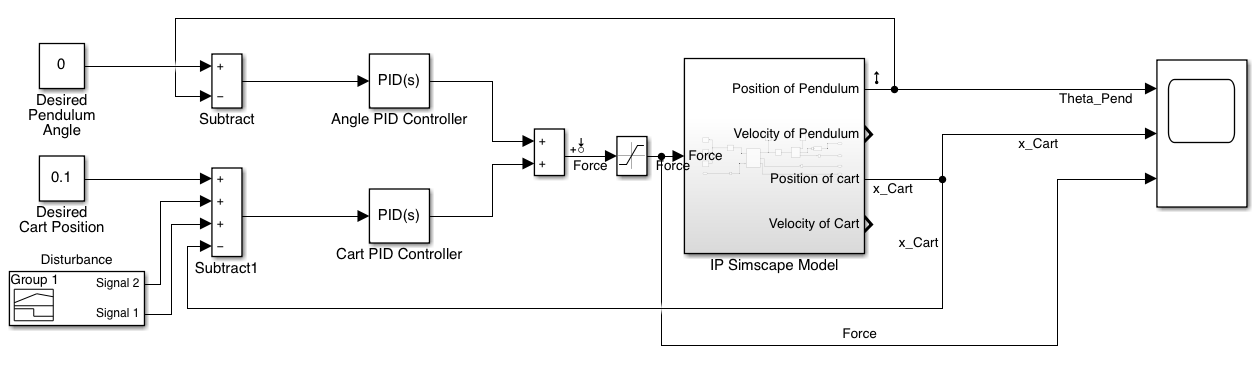 0
+
−
Desired
Pendulum
Angle
Subtract
PID(s)
Angle PID Controller
0.1
+
+
+
−
Desired
Cart Position
Subtract1
PID(s)
Cart PID Controller
Disturbance
Group 1
Signal 2
Signal 1
+
+
+
Force
Force
Force
Position of Pendulum
Velocity of Pendulum
Position of cart
Velocity of Cart
IP Simscape Model
Theta_Pend
x_Cart
x_Cart
x_Cart
Force